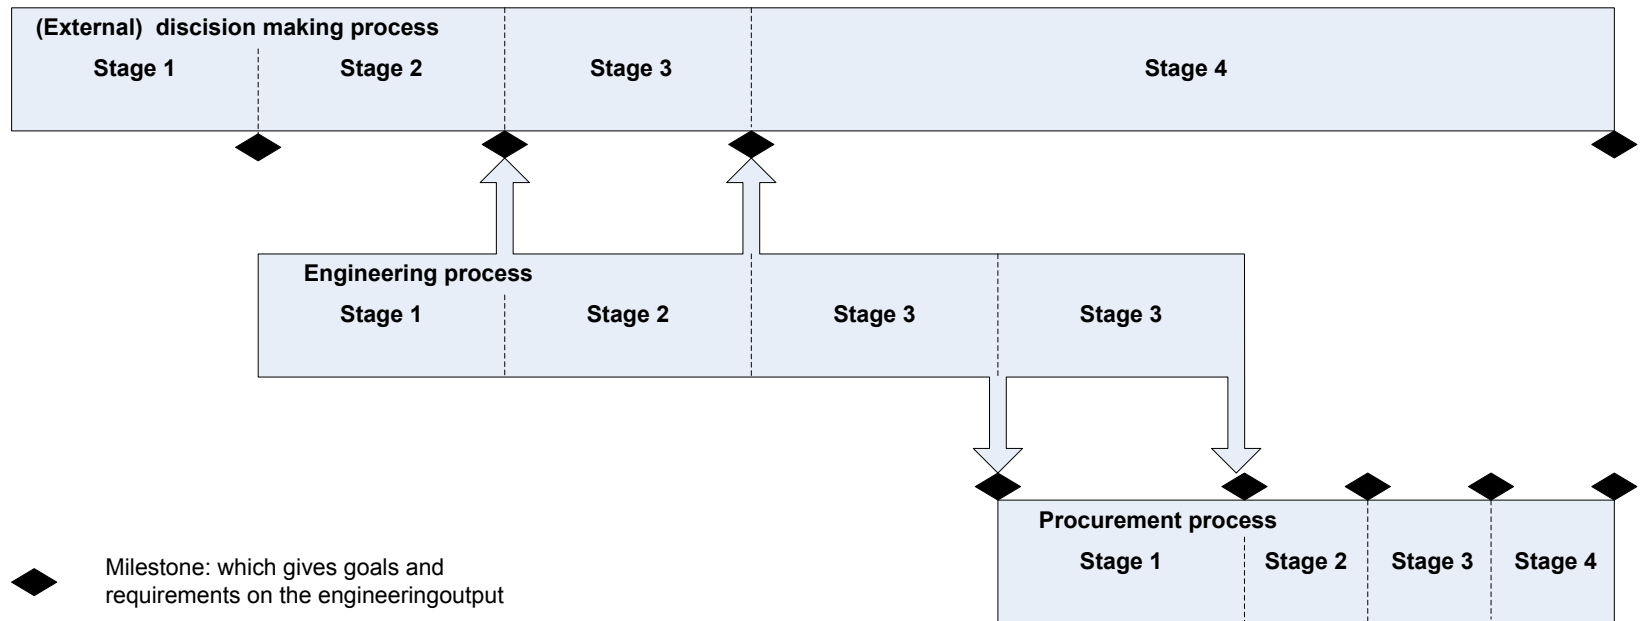 (External) discision making process
Stage 1 Stage 2 Stage 3 Stage 4
Engineering process
Stage 1 Stage 2 Stage 3 Stage 3
Procurement process
Stage 1 Stage 2 Stage 3 Stage 4
Milestone: which gives goals and
requirements on the engineeringoutput